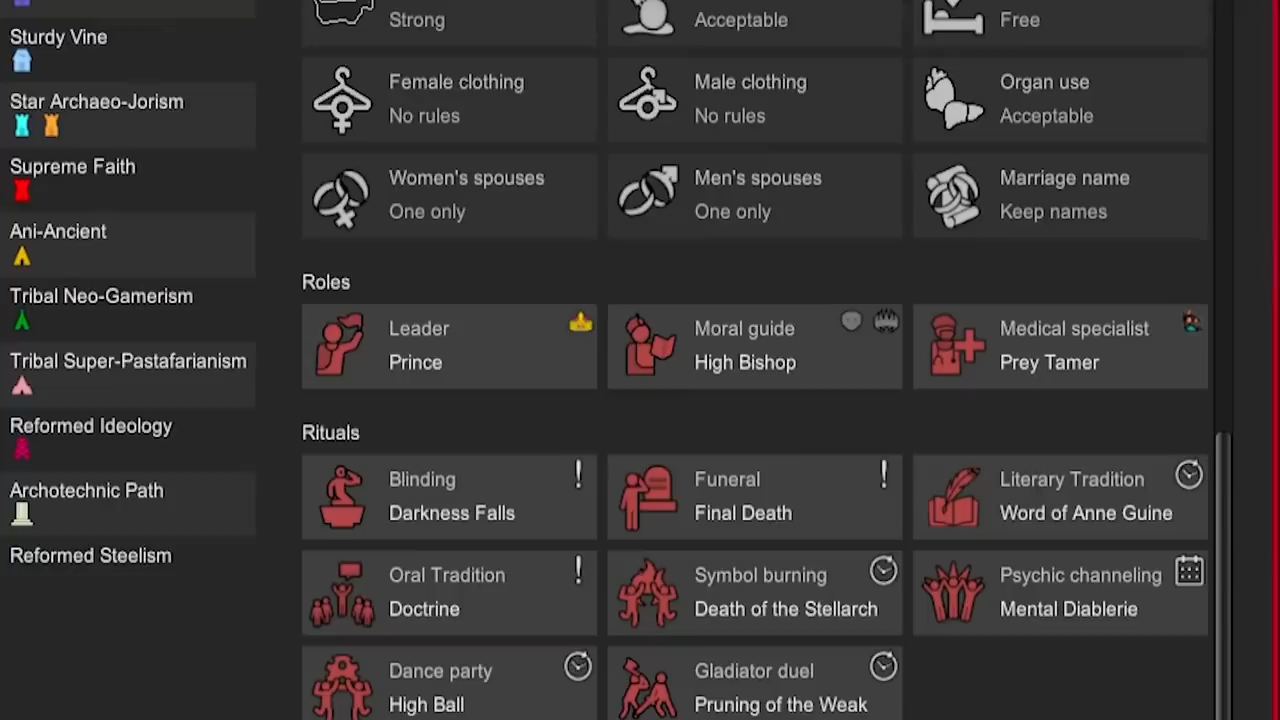 Sturdy Vine
Star Archaeo-Jorism
Supreme Faith
Ani-Ancient
Tribal Neo-Gamerism
Tribal Super-Pastafarianism
Reformed Ideology
Archotechnic Path
Reformed Steelism
Strong
Acceptable
Free
Female clothing
No rules
Male clothing
No rules
Organ use
Acceptable
Women's spouses
One only
Men's spouses
One only
Marriage name
Keep names
Roles
Leader
Prince
Moral guide
High Bishop
Medical specialist
Prey Tamer
Rituals
Blinding
Darkness Falls
Funeral
Final Death
Literary Tradition
Word of Anne Guine
Oral Tradition
Doctrine
Symbol burning
Death of the Stellarch
Psychic channeling
Mental Diablerie
Dance party
High Ball
Gladiator duel
Pruning of the Weak